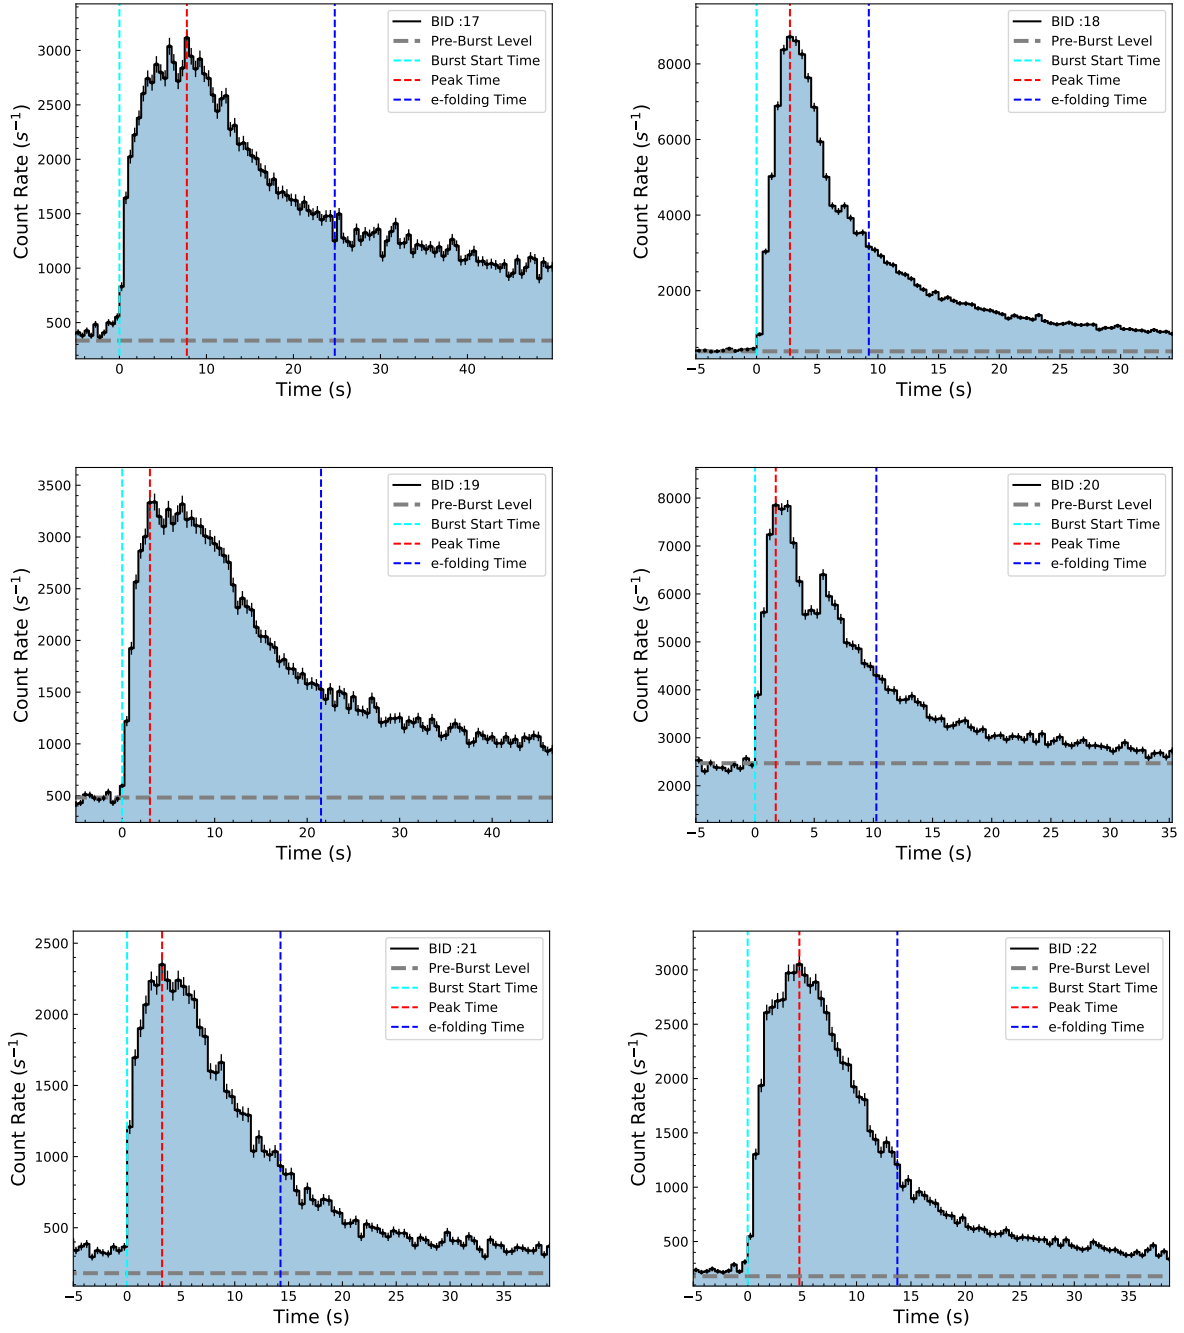 BID :17
Pre-Burst Level
Burst Start Time
Peak Time
e-folding Time
Count Rate (s⁻¹)
3000
2500
2000
1500
1000
500
0 10 20 30 40
Time (s)
BID :18
Pre-Burst Level
Burst Start Time
Peak Time
e-folding Time
Count Rate (s⁻¹)
8000
6000
4000
2000
−5 0 5 10 15 20 25 30
Time (s)
BID :19
Pre-Burst Level
Burst Start Time
Peak Time
e-folding Time
Count Rate (s⁻¹)
3500
3000
2500
2000
1500
1000
500
0 10 20 30 40
Time (s)
BID :20
Pre-Burst Level
Burst Start Time
Peak Time
e-folding Time
Count Rate (s⁻¹)
8000
7000
6000
5000
4000
3000
2000
−5 0 5 10 15 20 25 30 35
Time (s)
BID :21
Pre-Burst Level
Burst Start Time
Peak Time
e-folding Time
Count Rate (s⁻¹)
2500
2000
1500
1000
500
−5 0 5 10 15 20 25 30 35
Time (s)
BID :22
Pre-Burst Level
Burst Start Time
Peak Time
e-folding Time
Count Rate (s⁻¹)
3000
2500
2000
1500
1000
500
−5 0 5 10 15 20 25 30 35
Time (s)